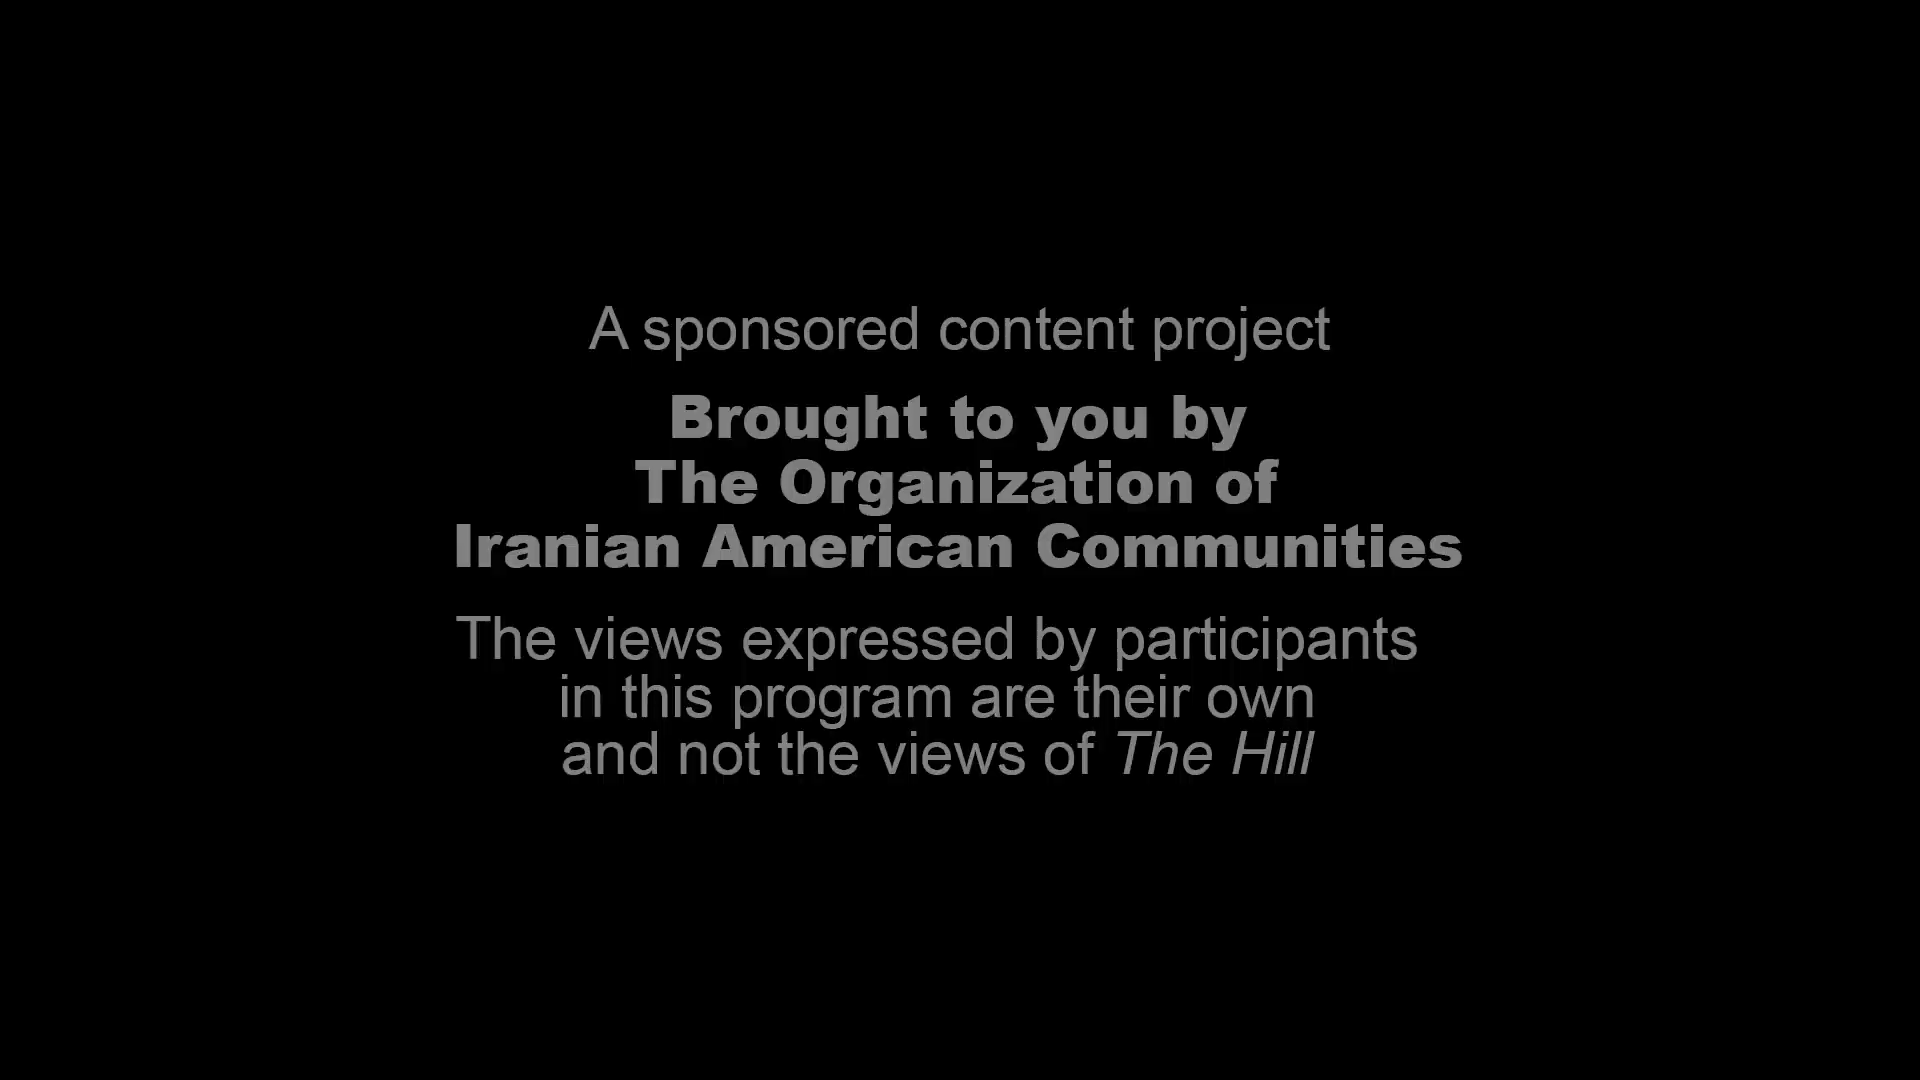 A sponsored content project
Brought to you by
The Organization of
Iranian American Communities
The views expressed by participants
in this program are their own
and not the views of The Hill